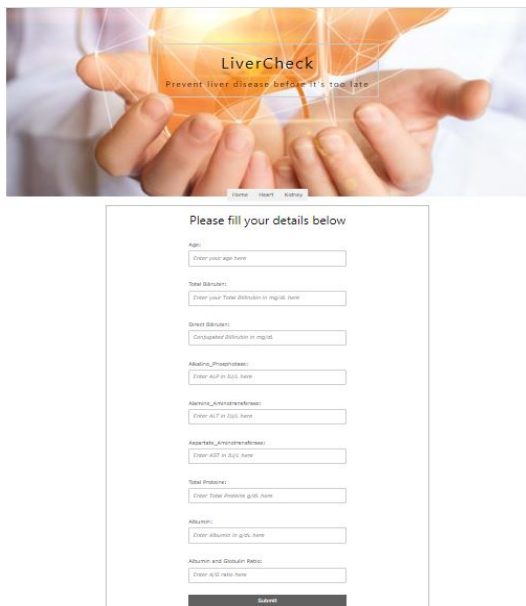 LiverCheck
Prevent liver disease before it's too late
Home Heart Kidney
Please fill your details below
Age:
Enter your age here
Total Bilirubin:
Enter your Total Bilirubin in mg/dL here
Direct Bilirubin:
Conjugated Bilirubin in mg/dL
Alkaline_Phosphotase:
Enter ALP in IU/L here
Alamine_Aminotransferase:
Enter ALT in IU/L here
Aspartate_Aminotransferase:
Enter AST in IU/L here
Total Proteins:
Enter Total Proteins g/dL here
Albumin:
Enter Albumin in g/dL here
Albumin and Globulin Ratio:
Enter A/G ratio here
Submit